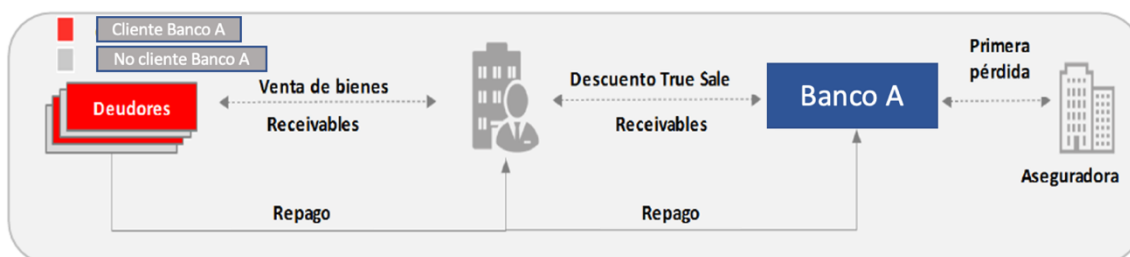 Cliente Banco A
No cliente Banco A
Deudores
Venta de bienes
Receivables
Descuento True Sale
Receivables
Banco A
Primera
pérdida
Aseguradora
Repago
Repago